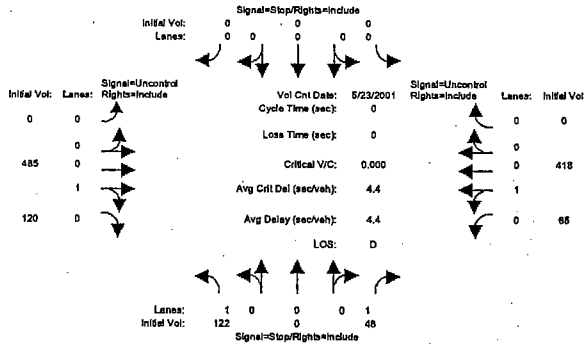 Signal=Stop/Rights=Include
Initial Vol: 0 0 0
Lanes: 0 0 0 0 0
Signal=Uncontrol Signal=Uncontrol
Initial Vol: Lanes: Rights=Include Vol Cnt Date: 5/23/2001 Rights=Include Lanes: Initial Vol
Cycle Time (sec): 0
0 0 0 0
Loss Time (sec): 0
0 0
485 0 Critical V/C: 0.000 0 418
1 Avg Crit Del (sec/veh): 4.4 1
120 0 Avg Delay (sec/veh): 4.4 0 65
LOS: D
Lanes: 1 0 0 0 1
Initial Vol: 122 0 48
Signal=Stop/Rights=Include